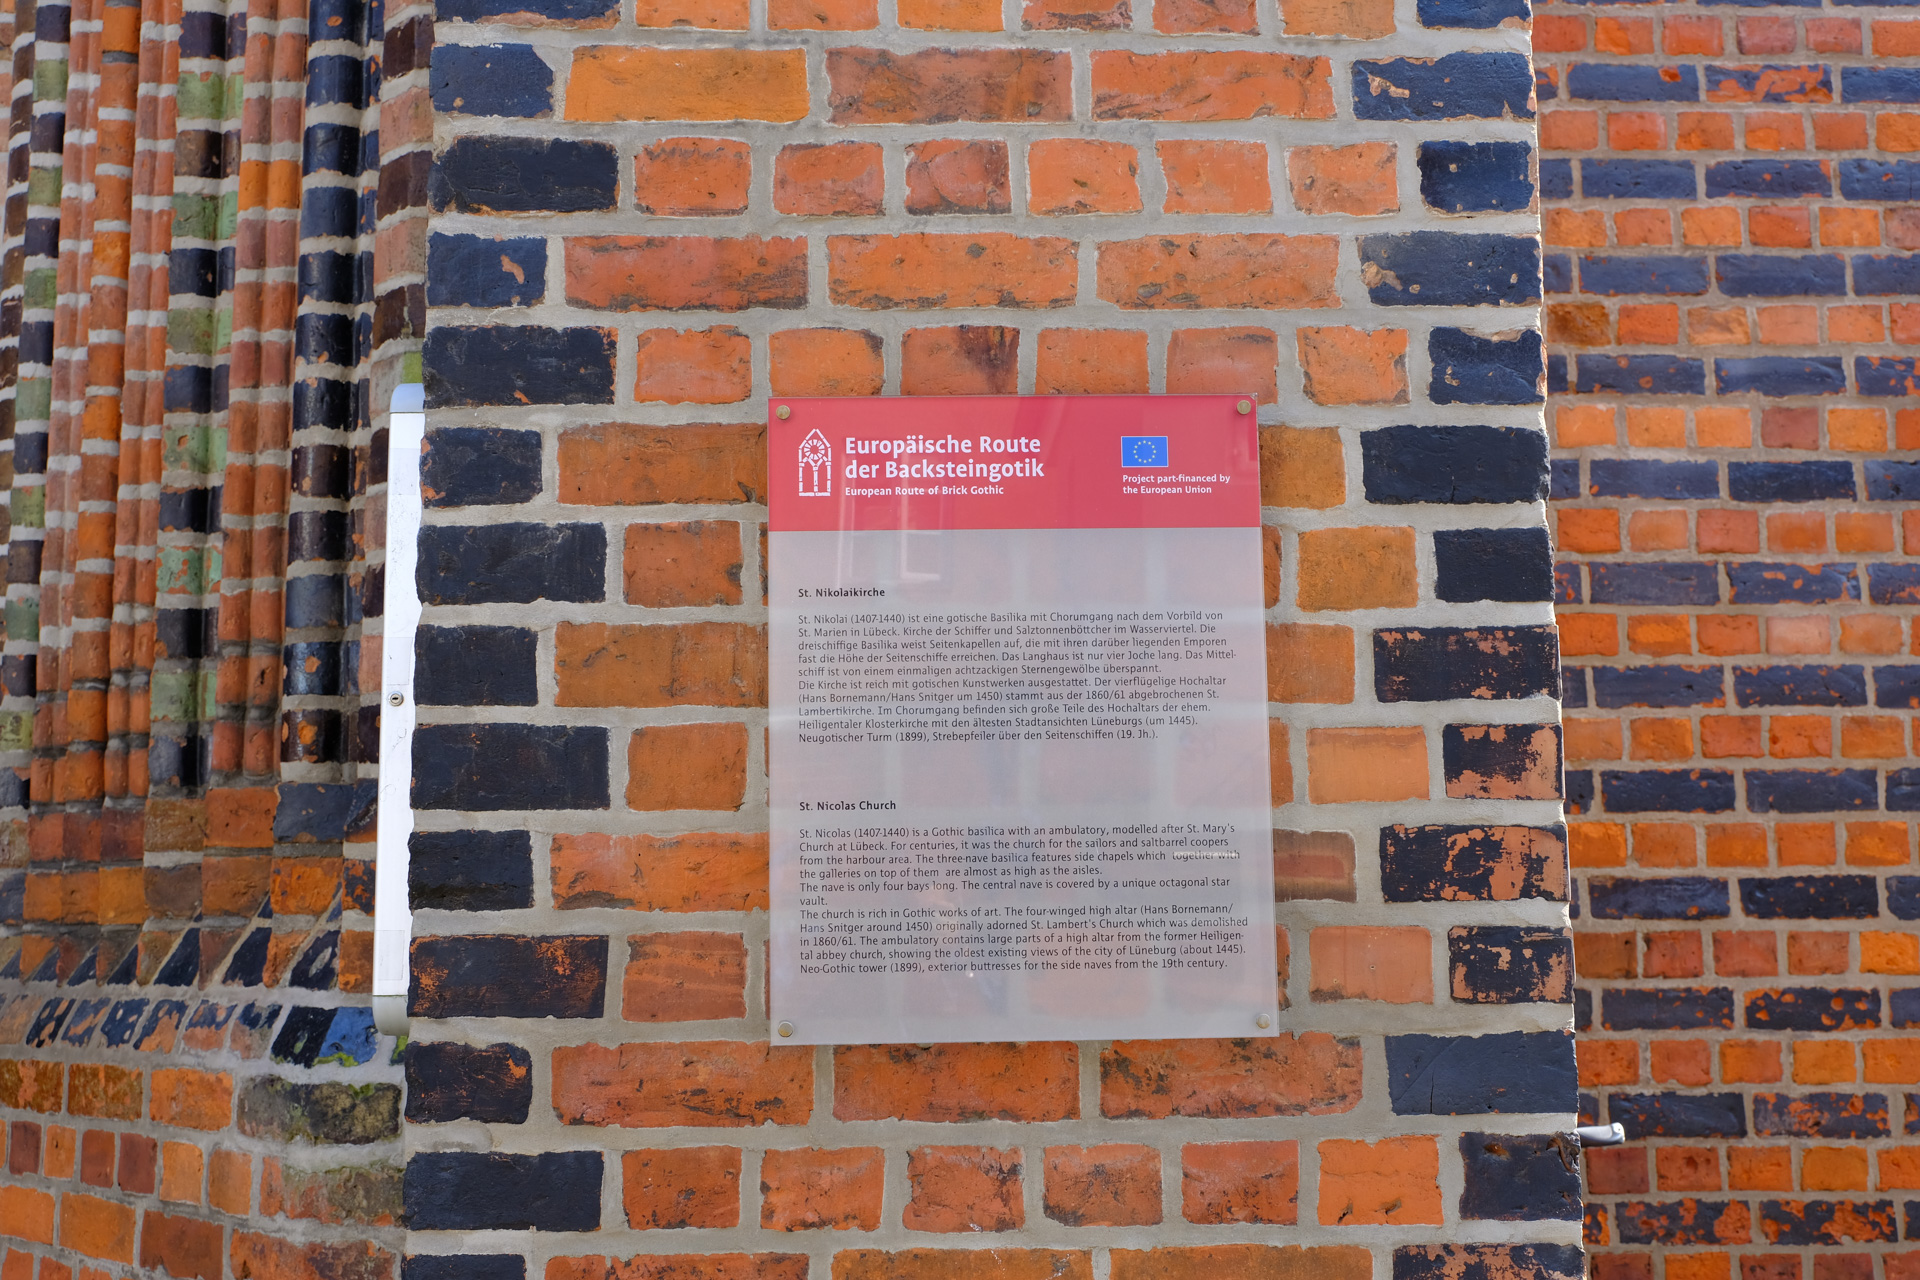 Europäische Route
der Backsteingotik
European Route of Brick Gothic
Project part-financed by
the European Union
St. Nikolaikirche
St. Nikolai (1407-1440) ist eine gotische Basilika mit Chorumgang nach dem Vorbild von
St. Marien in Lübeck. Kirche der Schiffer und Salztonnenböttcher im Wasserviertel. Die
dreischiffige Basilika weist Seitenkapellen auf, die mit ihren darüber liegenden Emporen
fast die Höhe der Seitenschiffe erreichen. Das Langhaus ist nur vier Joche lang. Das Mittel-
schiff ist von einem einmaligen achtzackigen Sternengewölbe überspannt.
Die Kirche ist reich mit gotischen Kunstwerken ausgestattet. Der vierflügelige Hochaltar
(Hans Bornemann/Hans Snitger um 1450) stammt aus der 1860/61 abgebrochenen St.
Lambertikirche. Im Chorumgang befinden sich große Teile des Hochaltars der ehem.
Heiligentaler Klosterkirche mit den ältesten Stadtansichten Lüneburgs (um 1445).
Neugotischer Turm (1899), Strebepfeiler über den Seitenschiffen (19. Jh.).
St. Nicolas Church
St. Nicolas (1407-1440) is a Gothic basilica with an ambulatory, modelled after St. Mary's
Church at Lübeck. For centuries, it was the church for the sailors and saltbarrel coopers
from the harbour area. The three-nave basilica features side chapels which together with
the galleries on top of them are almost as high as the aisles.
The nave is only four bays long. The central nave is covered by a unique octagonal star
vault.
The church is rich in Gothic works of art. The four-winged high altar (Hans Bornemann/
Hans Snitger around 1450) originally adorned St. Lambert's Church which was demolished
in 1860/61. The ambulatory contains large parts of a high altar from the former Heiligen-
tal abbey church, showing the oldest existing views of the city of Lüneburg (about 1445).
Neo-Gothic tower (1899), exterior buttresses for the side naves from the 19th century.